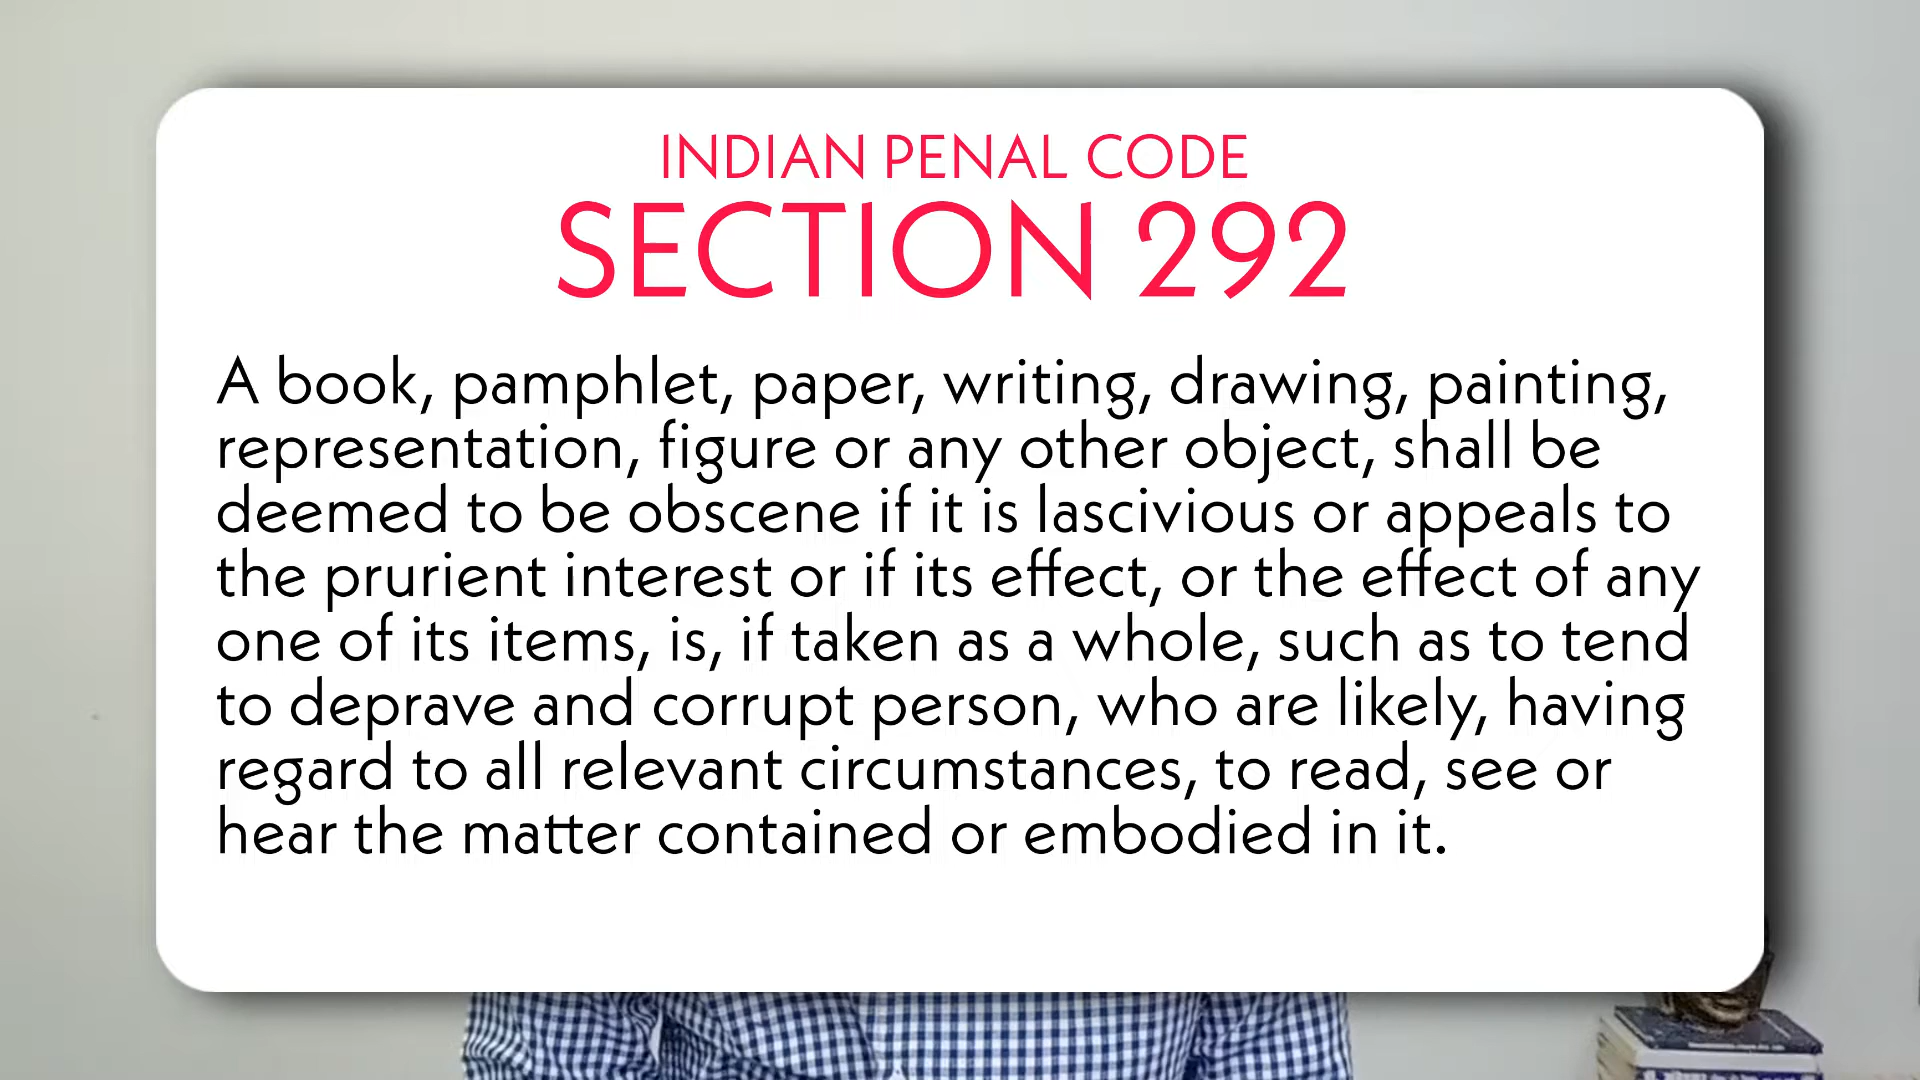 INDIAN PENAL CODE
SECTION 292
A book, pamphlet, paper, writing, drawing, painting,
representation, figure or any other object, shall be
deemed to be obscene if it is lascivious or appeals to
the prurient interest or if its effect, or the effect of any
one of its items, is, if taken as a whole, such as to tend
to deprave and corrupt person, who are likely, having
regard to all relevant circumstances, to read, see or
hear the matter contained or embodied in it.